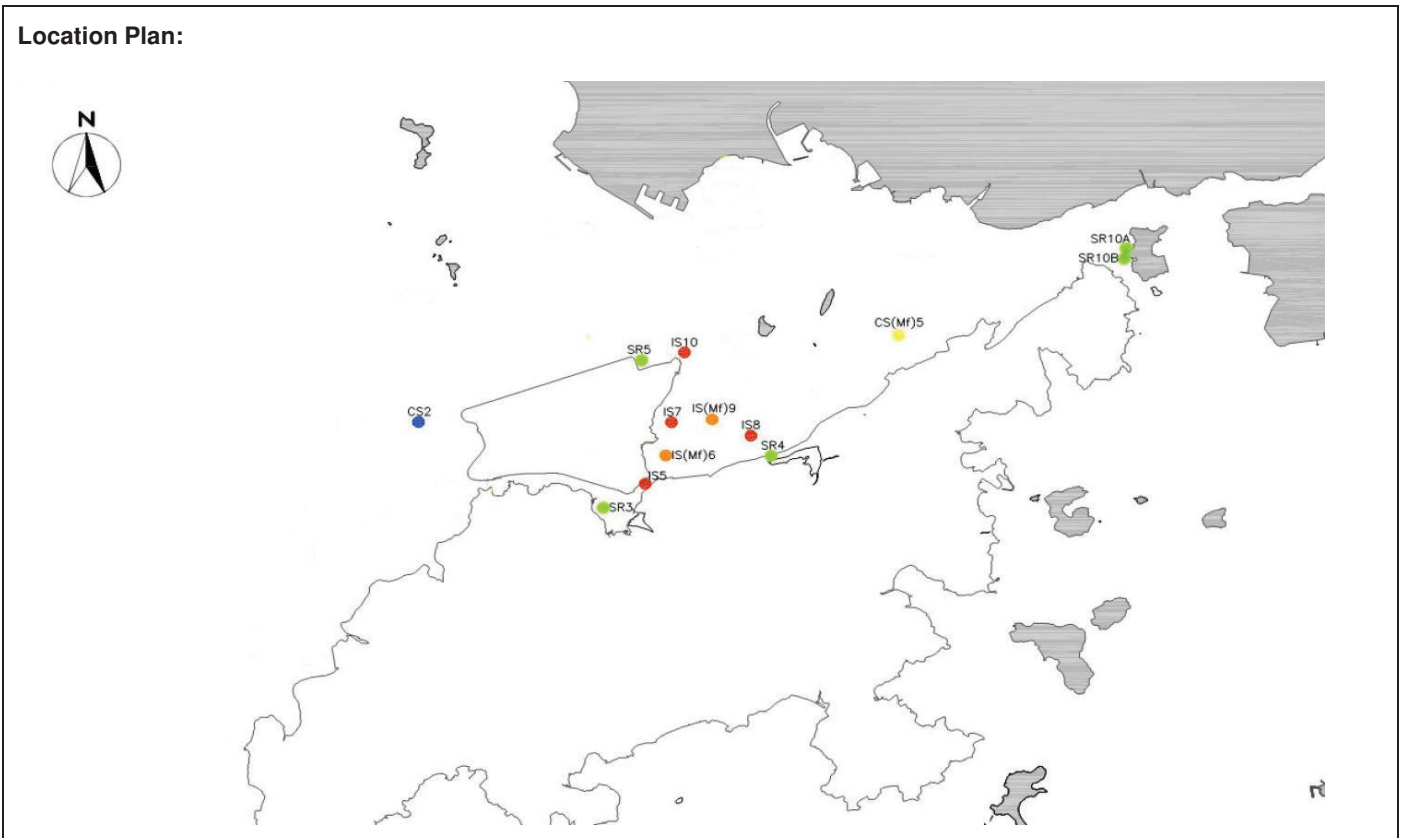 Location Plan:
N
SR10A
SR10B
CS(Mf)5
IS10
SR5
CS2
IS7
IS(Mf)9
IS8
SR4
IS(Mf)6
IS5
SR3